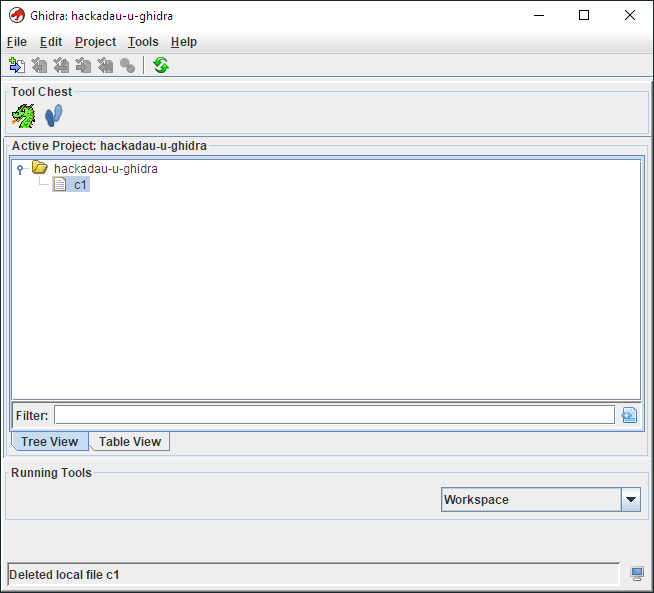 Ghidra: hackadau-u-ghidra
File Edit Project Tools Help
Tool Chest
Active Project: hackadau-u-ghidra
hackadau-u-ghidra
c1
Filter:
Tree View Table View
Running Tools
Workspace
Deleted local file c1